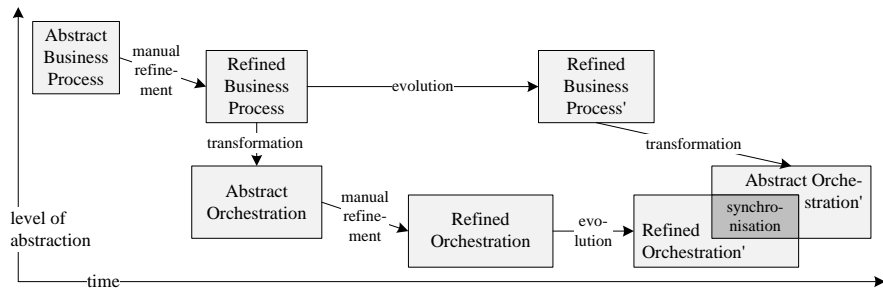 Abstract
Business
Process
manual
refine-
ment
Refined
Business
Process
evolution
Refined
Business
Process'
transformation
transformation
Abstract
Orchestration
manual
refine-
ment
Refined
Orchestration
evo-
lution
Abstract Orche-
stration'
synchro-
nisation
Refined
Orchestration'
level of
abstraction
time